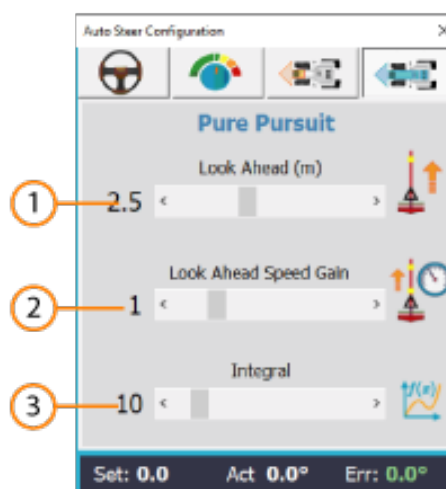 Auto Steer Configuration
Pure Pursuit
Look Ahead (m)
1 2.5
Look Ahead Speed Gain
2 1
Integral
3 10
f(x)
Set: 0.0 Act 0.0° Err: 0.0°